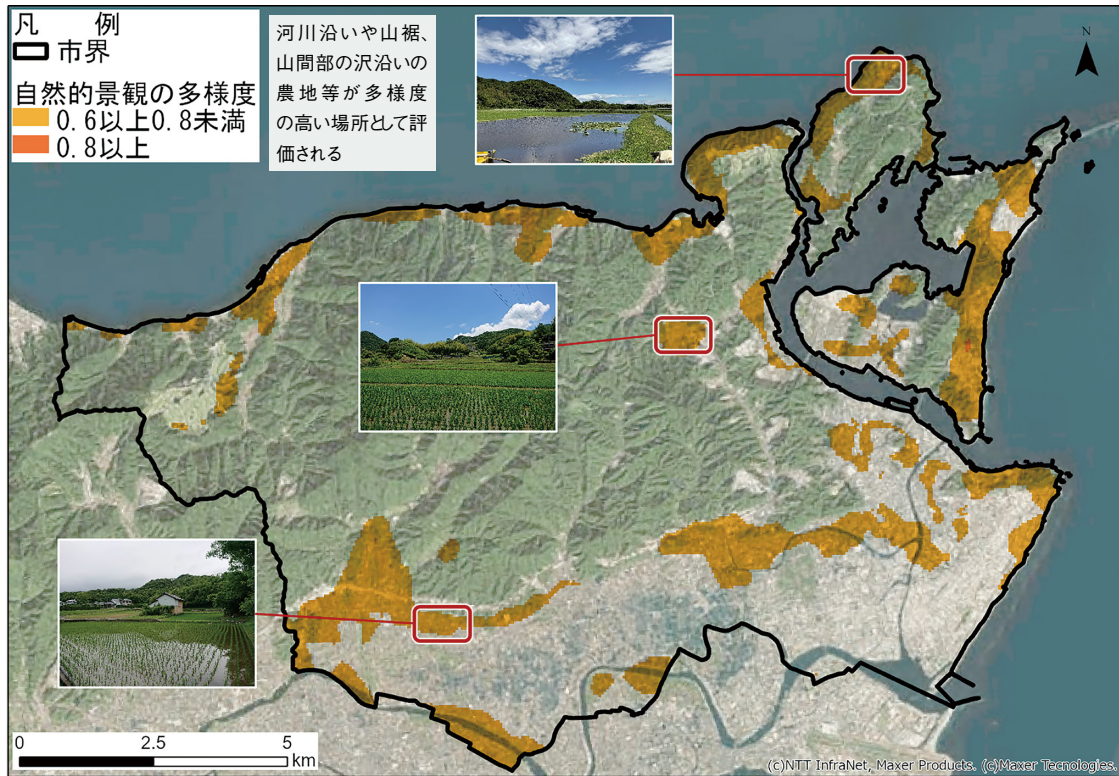 凡　例
市界
自然的景観の多様度
0.6以上0.8未満
0.8以上
河川沿いや山裾、
山間部の沢沿いの
農地等が多様度
の高い場所として評
価される
N
0 2.5 5
km
(c)NTT InfraNet, Maxer Products. (c)Maxer Tecnologies.